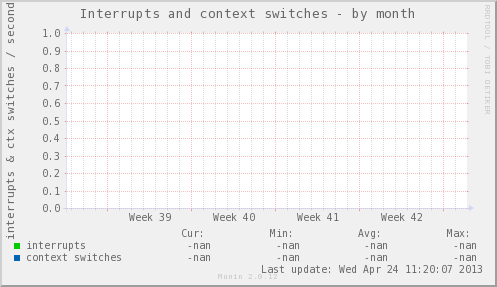 Interrupts and context switches - by month
RRDTOOL / TOBI OETIKER
interrupts & ctx switches / second
1.0
0.9
0.8
0.7
0.6
0.5
0.4
0.3
0.2
0.1
0.0
Week 39 Week 40 Week 41 Week 42
Cur: Min: Avg: Max:
interrupts -nan -nan -nan -nan
context switches -nan -nan -nan -nan
Last update: Wed Apr 24 11:20:07 2013
Munin 2.0.12